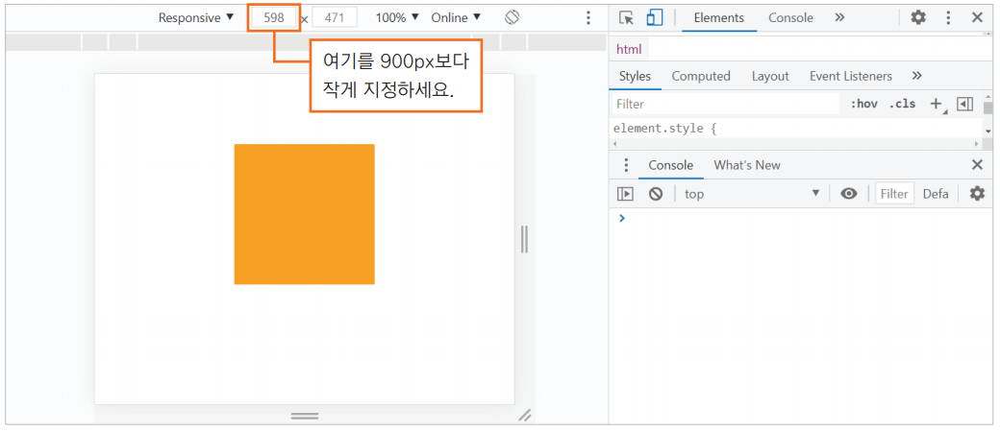 Responsive ▼ 598 × 471 100% ▼ Online ▼
Elements Console »
여기를 900px보다
작게 지정하세요.
html
Styles Computed Layout Event Listeners »
Filter :hov .cls +
element.style {
Console What's New ×
top ▼ Filter Defa
>